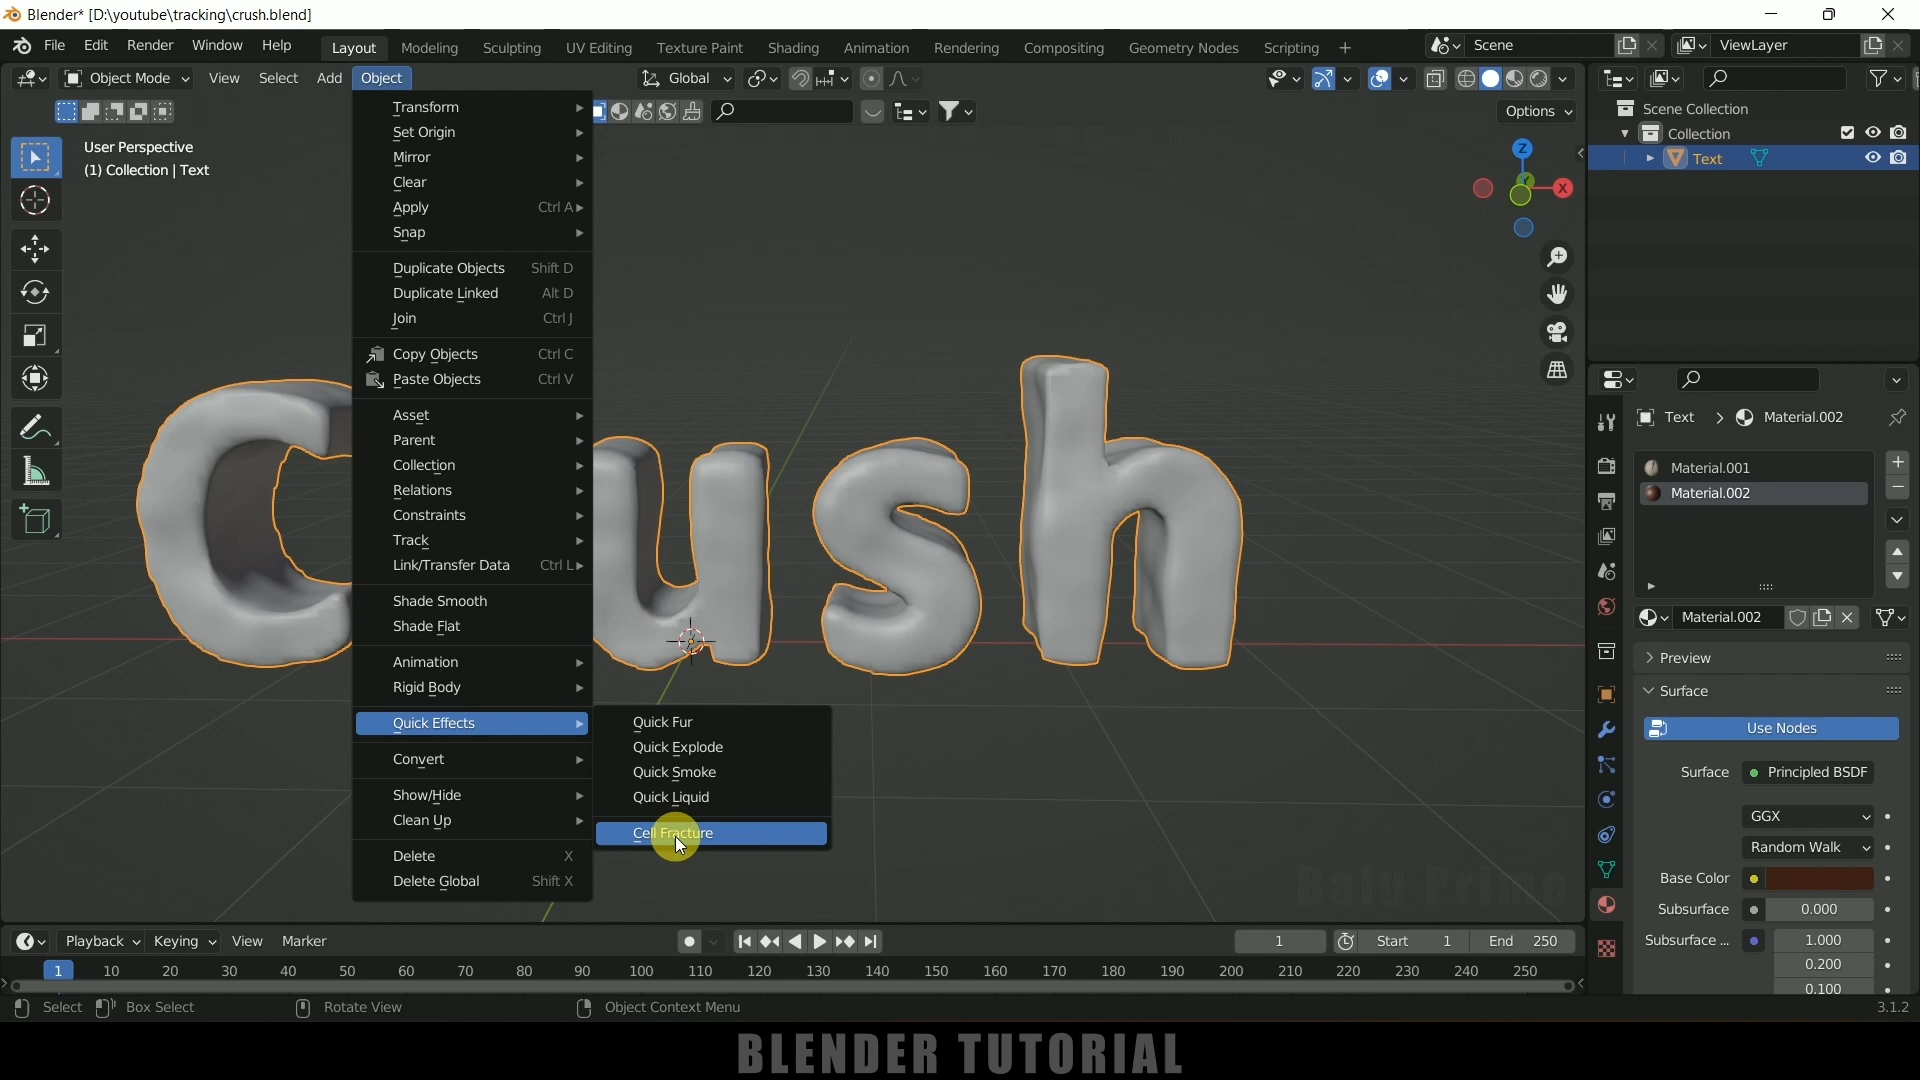 Blender* [D:\youtube\tracking\crush.blend]
File Edit Render Window Help Layout Modeling Sculpting UV Editing Texture Paint Shading Animation Rendering Compositing Geometry Nodes Scripting + Scene ViewLayer
Object Mode View Select Add Object Global
Options
User Perspective
(1) Collection | Text
Transform
Set Origin
Mirror
Clear
Apply Ctrl A
Snap
Duplicate Objects Shift D
Duplicate Linked Alt D
Join Ctrl J
Copy Objects Ctrl C
Paste Objects Ctrl V
Asset
Parent
Collection
Relations
Constraints
Track
Link/Transfer Data Ctrl L
Shade Smooth
Shade Flat
Animation
Rigid Body
Quick Effects
Convert
Show/Hide
Clean Up
Delete X
Delete Global Shift X
Quick Fur
Quick Explode
Quick Smoke
Quick Liquid
Cell Fracture
C ush
Z
Y
X
Balu Prime
Scene Collection
Collection
Text
Text > Material.002
Material.001
Material.002
Material.002
Preview
Surface
Use Nodes
Surface Principled BSDF
GGX
Random Walk
Base Color
Subsurface 0.000
Subsurface ... 1.000
0.200
0.100
Playback Keying View Marker 1 Start 1 End 250
1 10 20 30 40 50 60 70 80 90 100 110 120 130 140 150 160 170 180 190 200 210 220 230 240 250
Select Box Select Rotate View Object Context Menu 3.1.2
BLENDER TUTORIAL